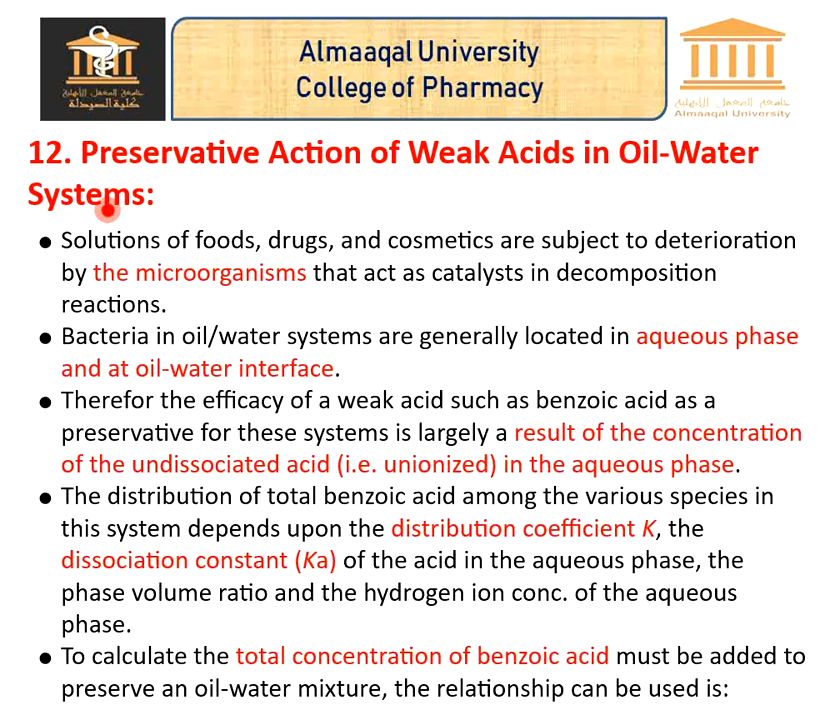 جامعة المعقل الأهلية
كلية الصيدلة
Almaaqal University
College of Pharmacy
جامعة المعقل الأهلية
Almaaqal University
12. Preservative Action of Weak Acids in Oil-Water
Systems:
● Solutions of foods, drugs, and cosmetics are subject to deterioration
by the microorganisms that act as catalysts in decomposition
reactions.
● Bacteria in oil/water systems are generally located in aqueous phase
and at oil-water interface.
● Therefor the efficacy of a weak acid such as benzoic acid as a
preservative for these systems is largely a result of the concentration
of the undissociated acid (i.e. unionized) in the aqueous phase.
● The distribution of total benzoic acid among the various species in
this system depends upon the distribution coefficient K, the
dissociation constant (Ka) of the acid in the aqueous phase, the
phase volume ratio and the hydrogen ion conc. of the aqueous
phase.
● To calculate the total concentration of benzoic acid must be added to
preserve an oil-water mixture, the relationship can be used is: